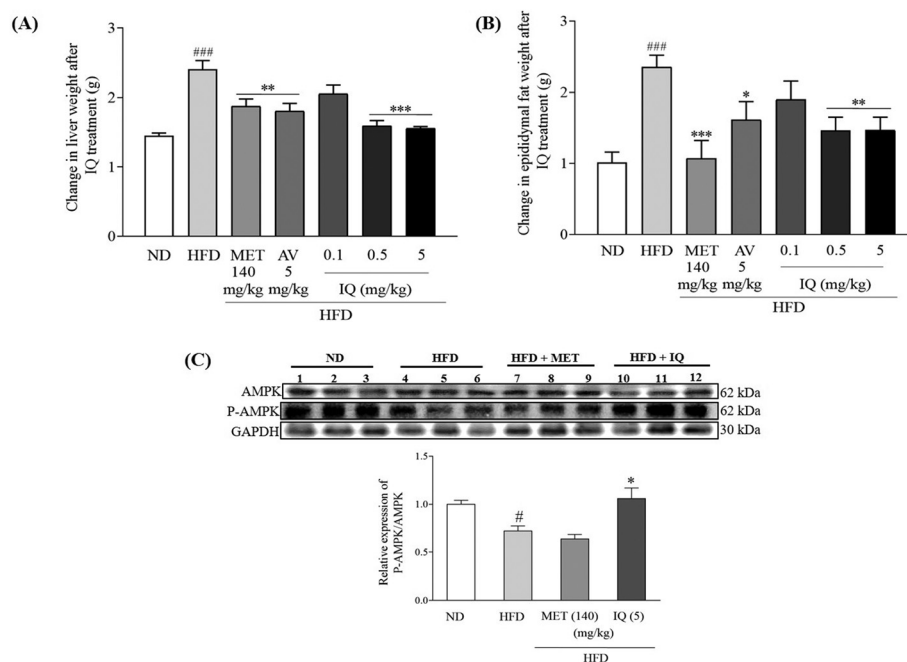 (A)
Change in liver weight after
IQ treatment (g)
3
2
1
0
###
**
***
ND HFD MET AV 0.1 0.5 5
140 5
mg/kg mg/kg IQ (mg/kg)
HFD
(B)
Change in epididymal fat weight after
IQ treatment (g)
3
2
1
0
###
***
*
**
ND HFD MET AV 0.1 0.5 5
140 5
mg/kg mg/kg IQ (mg/kg)
HFD
(C)
ND HFD HFD + MET HFD + IQ
1 2 3 4 5 6 7 8 9 10 11 12
AMPK 62 kDa
P-AMPK 62 kDa
GAPDH 30 kDa
Relative expression of
P-AMPK/AMPK
1.5
1.0
0.5
0.0
#
*
ND HFD MET (140) IQ (5)
(mg/kg)
HFD